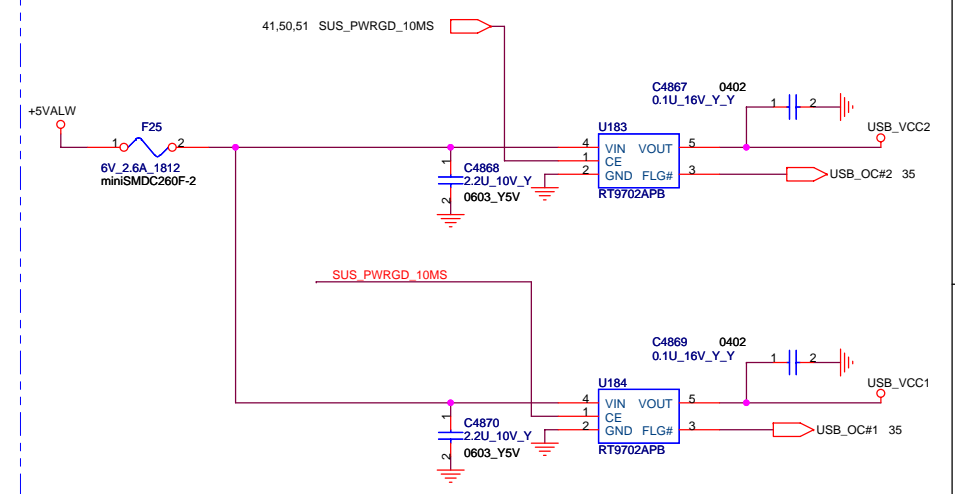 41,50,51 SUS_PWRGD_10MS
+5VALW
F25
1
2
6V_2.6A_1812
miniSMDC260F-2
C4867 0402
0.1U_16V_Y_Y
1
2
USB_VCC2
U183
4 VIN VOUT 5
1 CE
2 GND FLG# 3
RT9702APB
USB_OC#2 35
1
C4868
2.2U_10V_Y
2
0603_Y5V
SUS_PWRGD_10MS
C4869 0402
0.1U_16V_Y_Y
1
2
USB_VCC1
U184
4 VIN VOUT 5
1 CE
2 GND FLG# 3
RT9702APB
USB_OC#1 35
1
C4870
2.2U_10V_Y
2
0603_Y5V